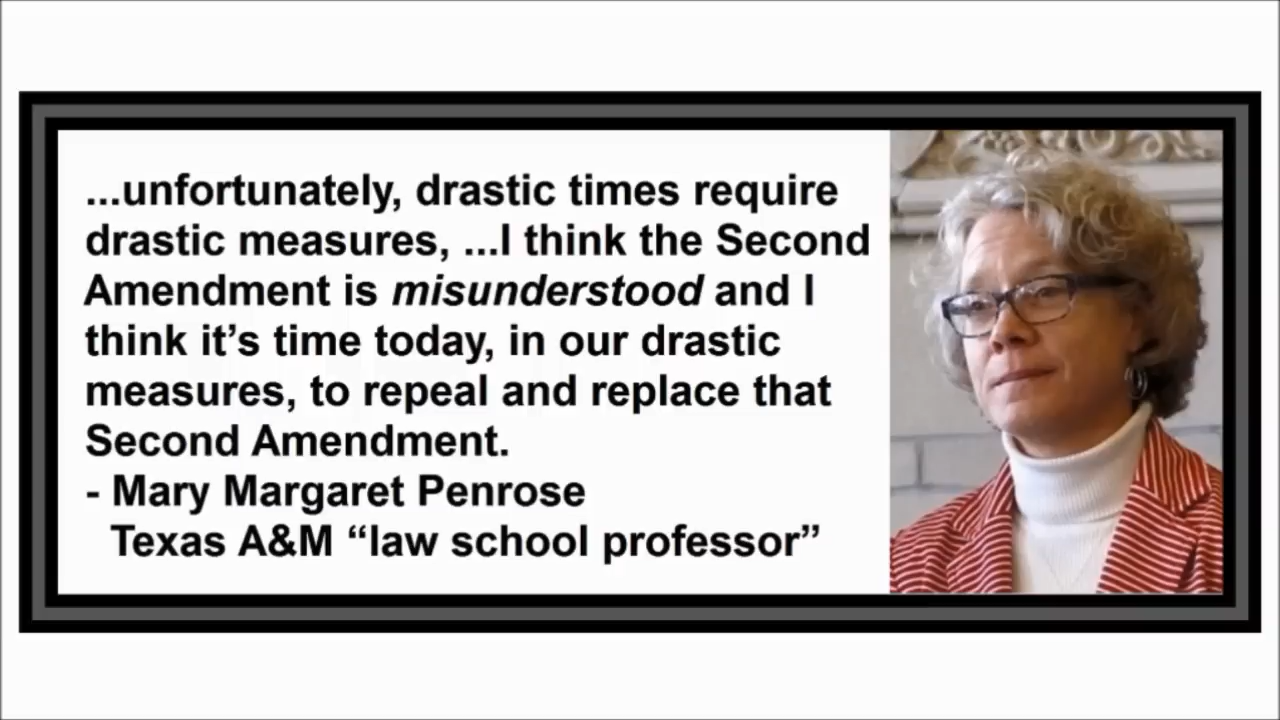 ...unfortunately, drastic times require
drastic measures, ...I think the Second
Amendment is misunderstood and I
think it’s time today, in our drastic
measures, to repeal and replace that
Second Amendment.
- Mary Margaret Penrose
Texas A&M “law school professor”